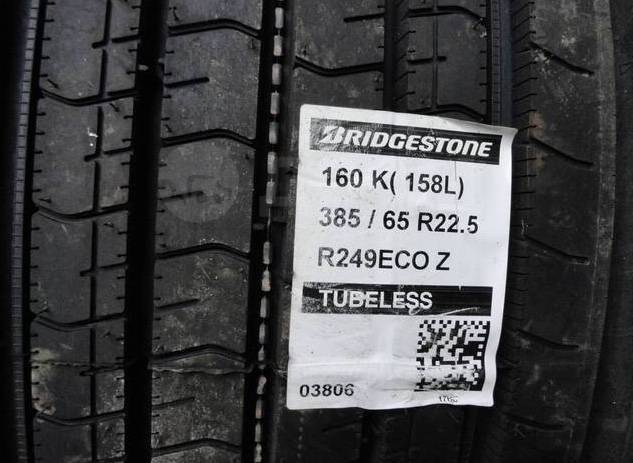 BRIDGESTONE
160 K( 158L)
385 / 65 R22.5
R249ECO Z
TUBELESS
03806